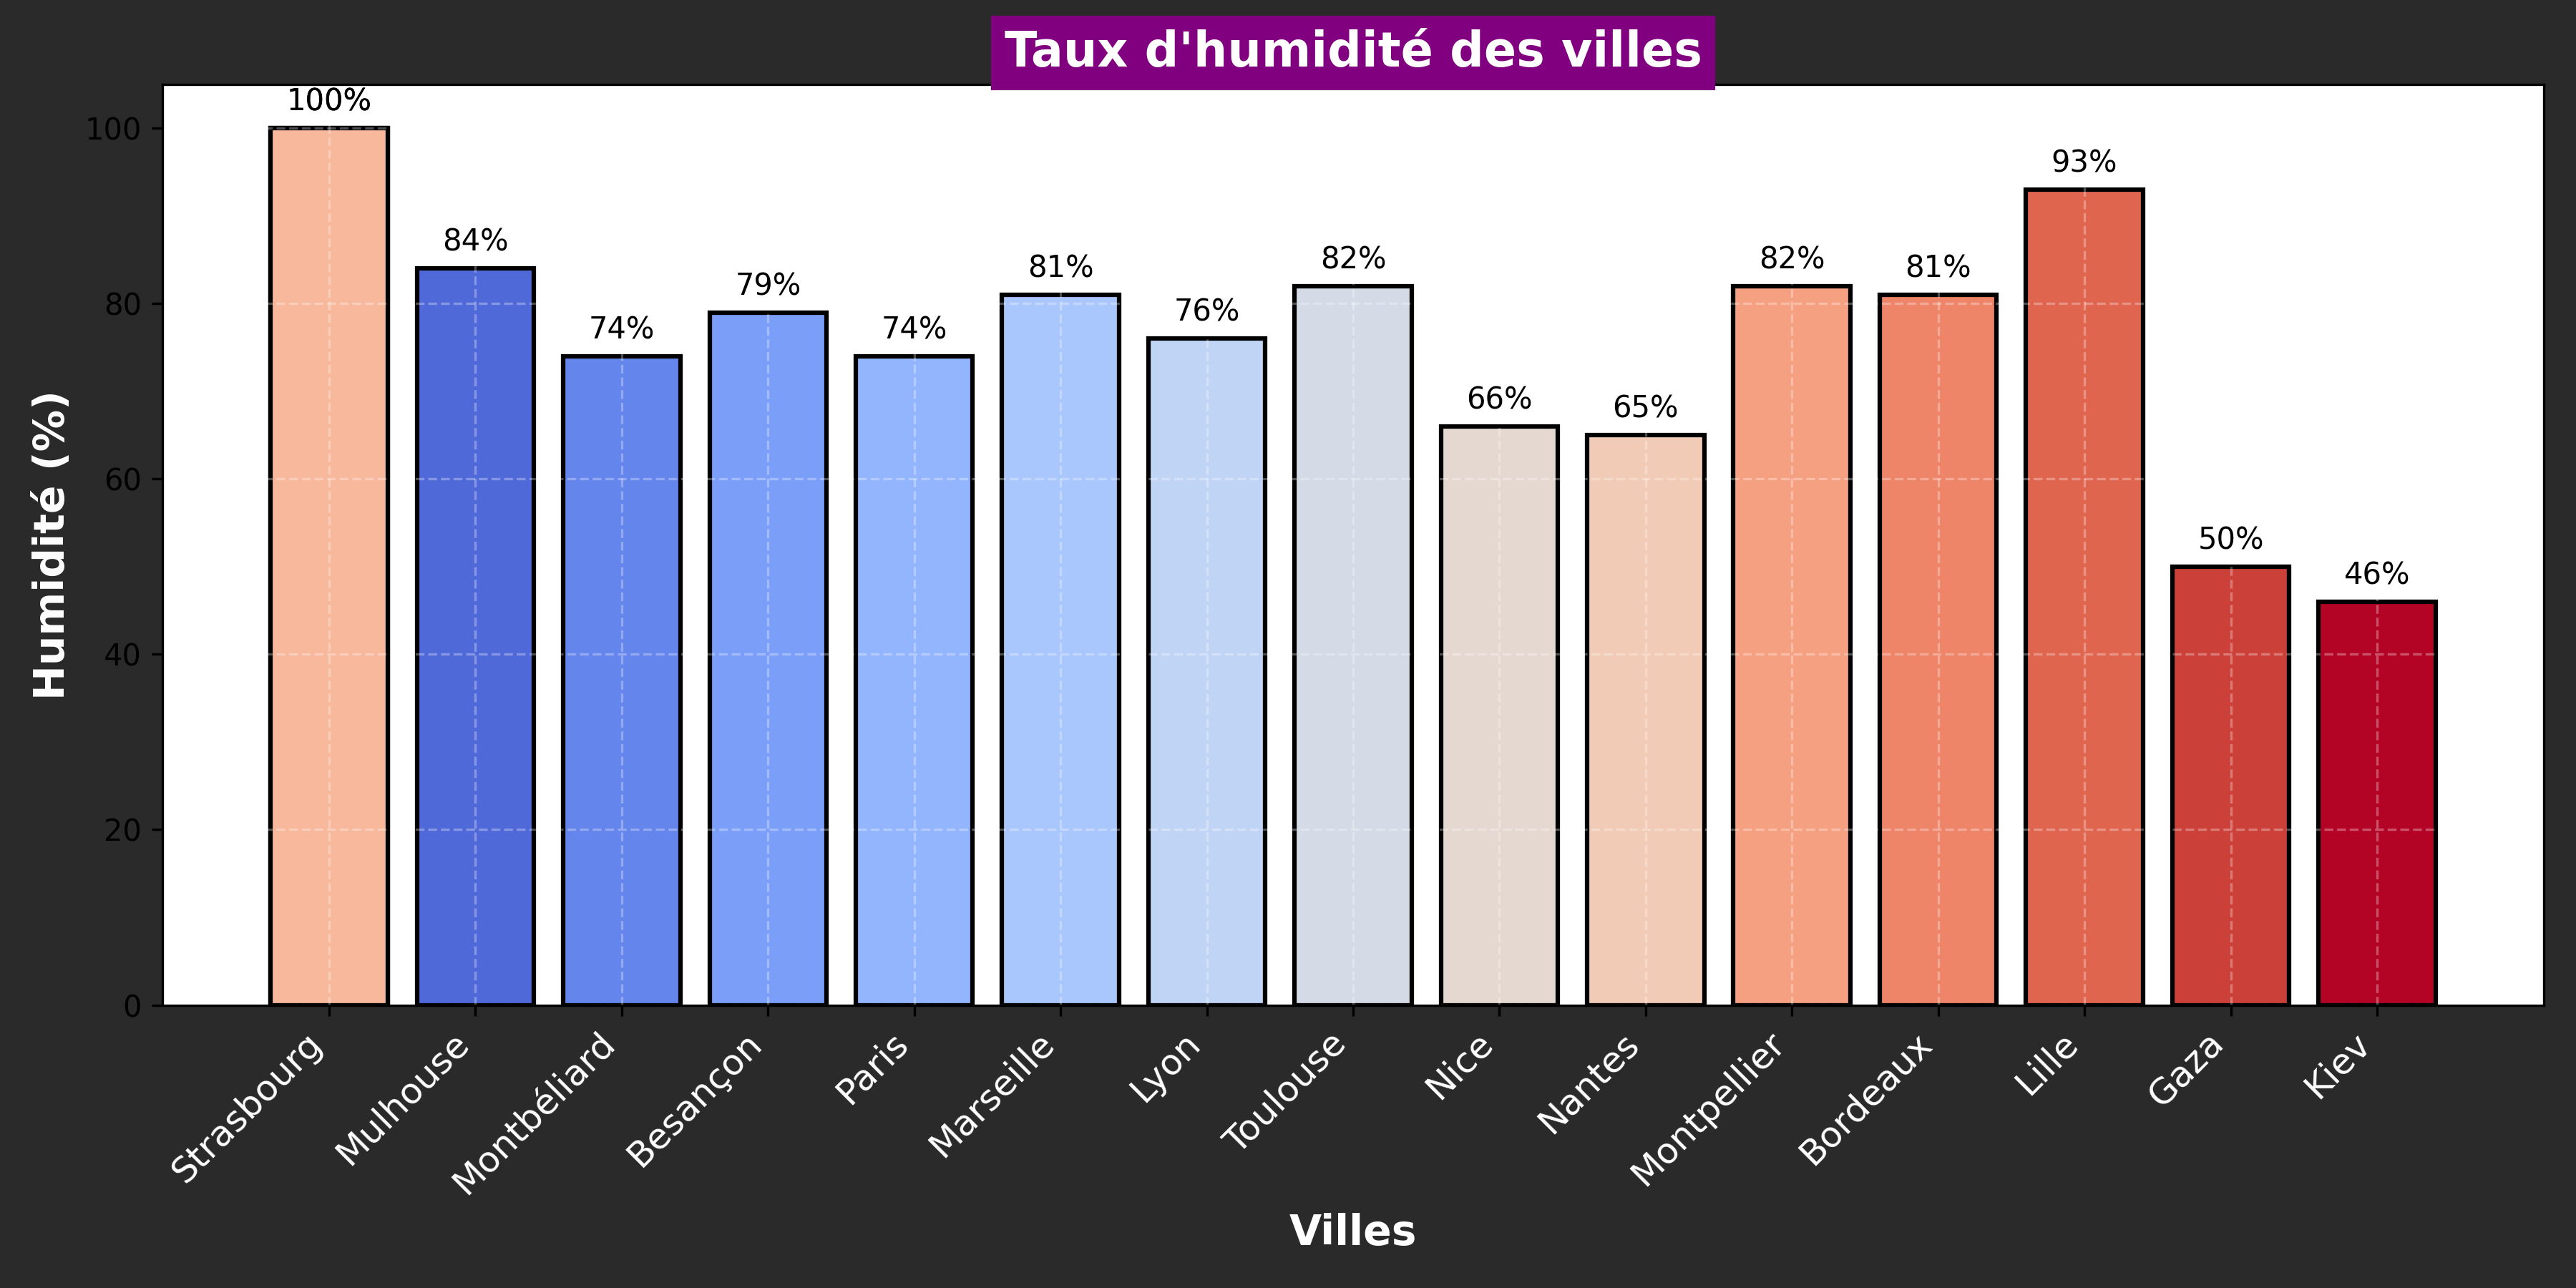 Taux d'humidité des villes
Humidité (%)
100
80
60
40
20
0
100%
84%
74%
79%
74%
81%
76%
82%
66%
65%
82%
81%
93%
50%
46%
Strasbourg
Mulhouse
Montbéliard
Besançon
Paris
Marseille
Lyon
Toulouse
Nice
Nantes
Montpellier
Bordeaux
Lille
Gaza
Kiev
Villes